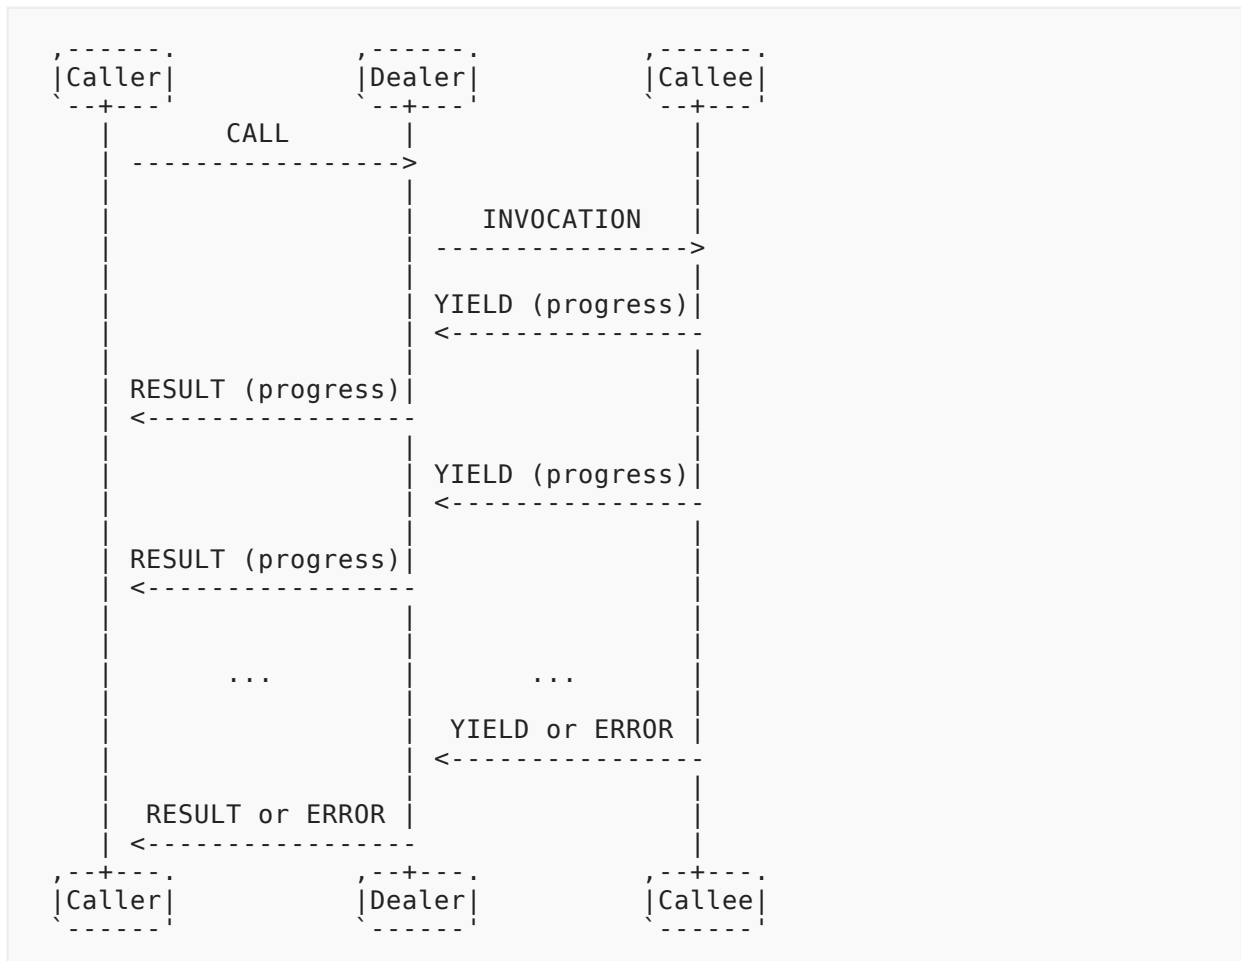 Caller Dealer Callee
CALL
INVOCATION
YIELD (progress)
RESULT (progress)
YIELD (progress)
RESULT (progress)
... ...
YIELD or ERROR
RESULT or ERROR
Caller Dealer Callee